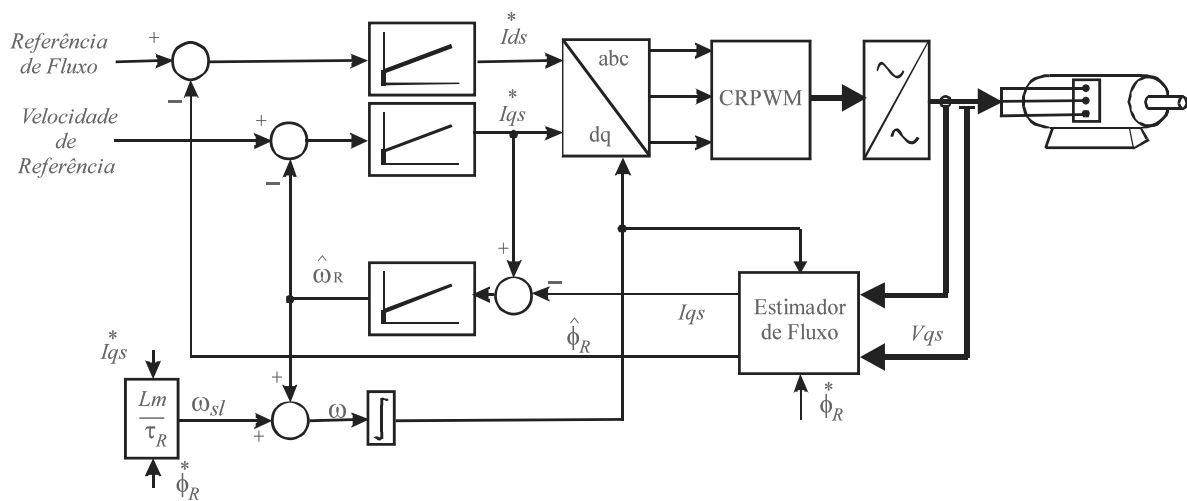 Referência
de Fluxo
+
−
*
Ids
abc
dq
CRPWM
Velocidade
de
Referência
+
−
*
Iqs
+
−
ω̂R
Iqs
ϕ̂R
Estimador
de Fluxo
Vqs
*
ϕR
*
Iqs
Lm
τR
ωsl
+
+
ω
∫
*
ϕR